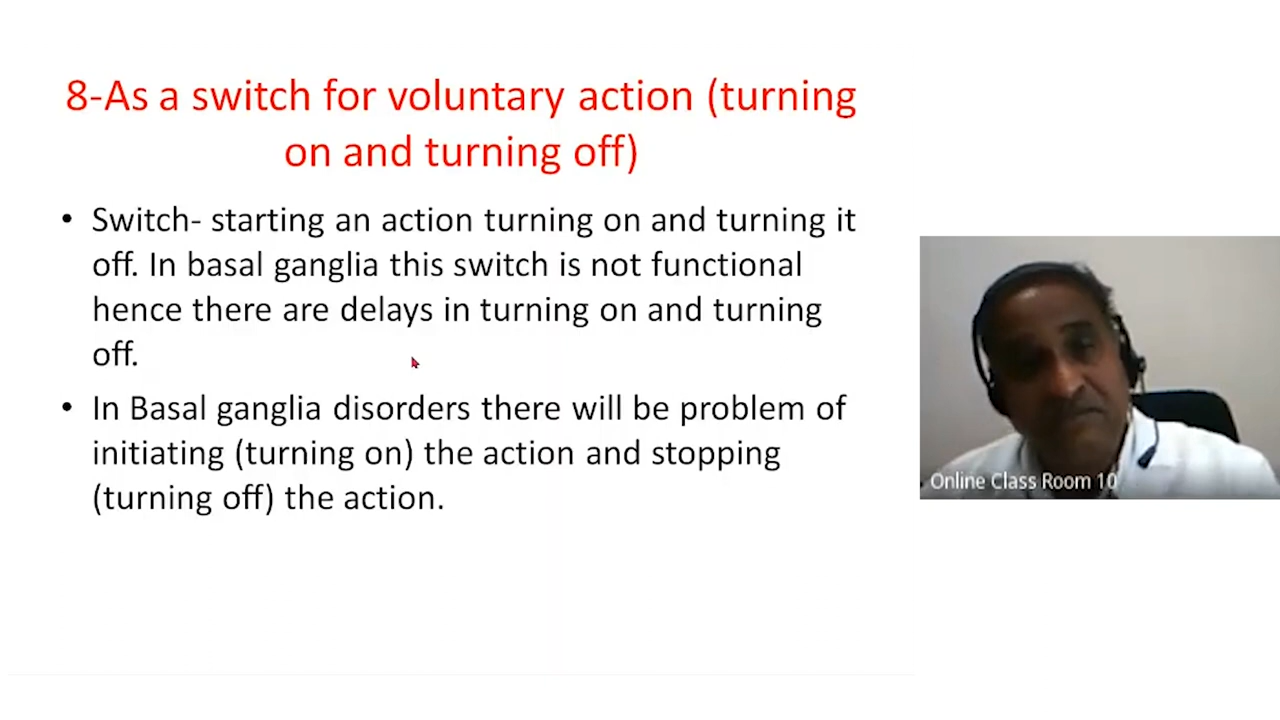 8-As a switch for voluntary action (turning
on and turning off)
• Switch- starting an action turning on and turning it
off. In basal ganglia this switch is not functional
hence there are delays in turning on and turning
off.
• In Basal ganglia disorders there will be problem of
initiating (turning on) the action and stopping
(turning off) the action.
Online Class Room 10